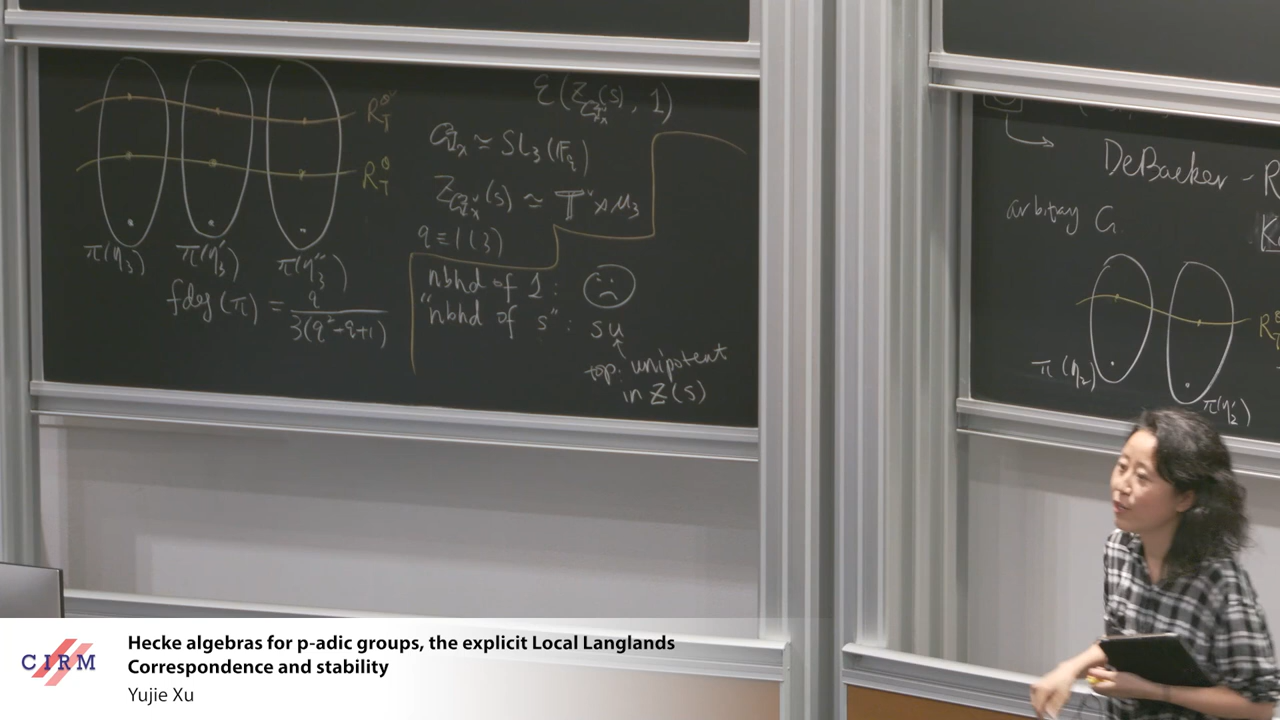 R_T^θ'
R_T^θ
π(η_3) π(η_3') π(η_3'')
fdeg(π) = q / 3(q²-q+1)
ε(Z_{𝔾_x^∨}(s), 1)
𝔾_x ≃ SL_3(𝔽_q)
Z_{𝔾_x^∨}(s) ≃ 𝕋^∨ ⋊ μ_3
q ≡ 1 (3)
nbhd of 1: ☹
"nbhd of s": su
top. unipotent
in Z(s)
DeBacker - R
arbitary G
π(η_2)
π(η_2')
CIRM
Hecke algebras for p-adic groups, the explicit Local Langlands
Correspondence and stability
Yujie Xu